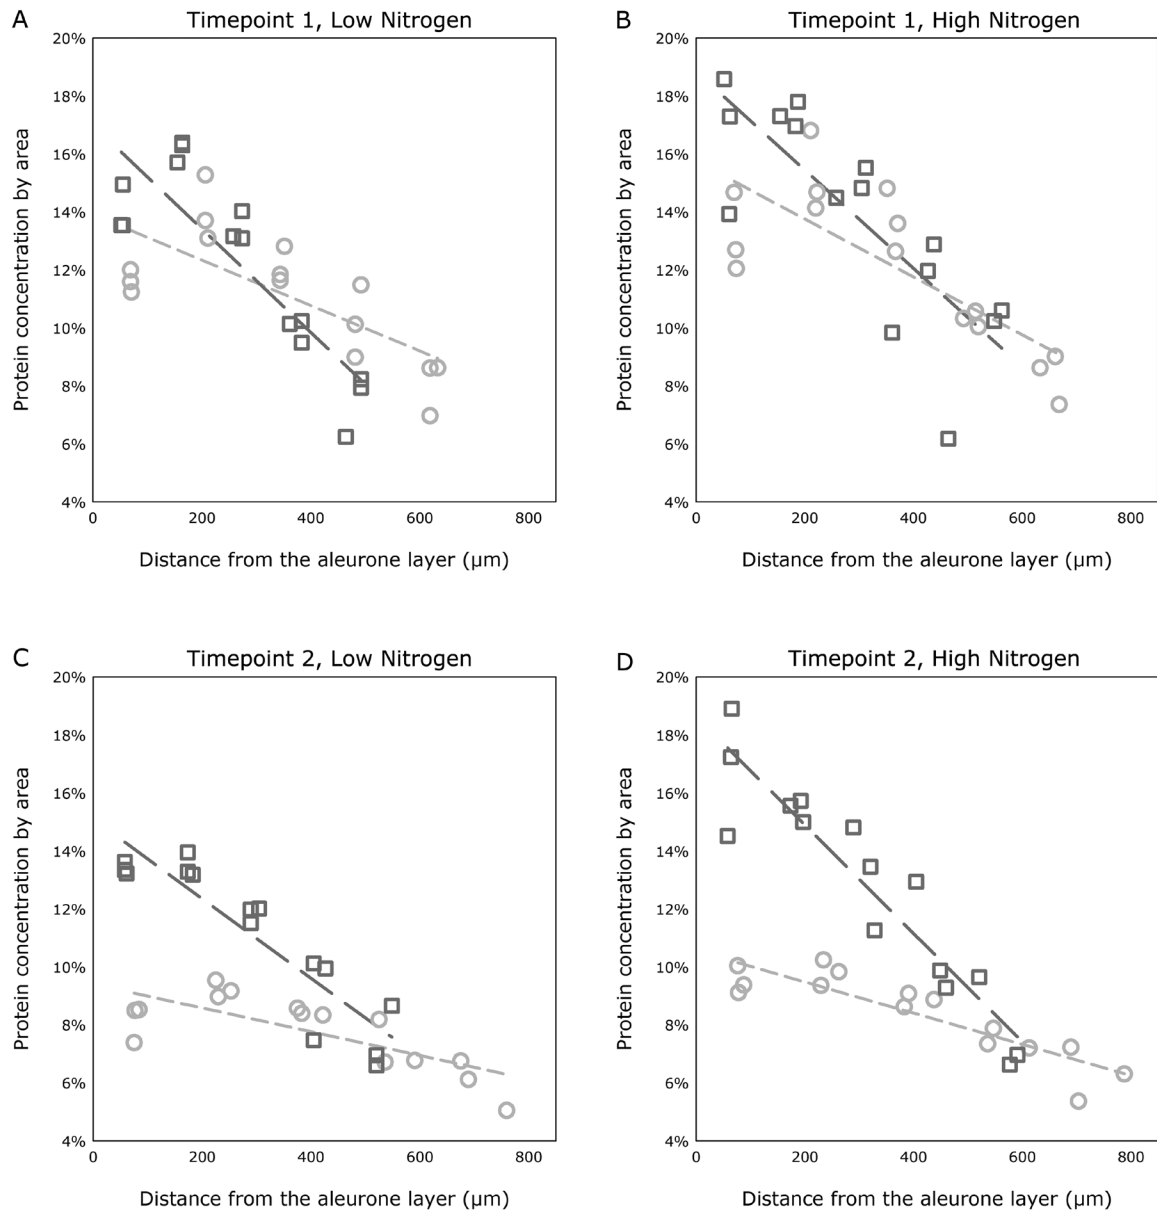 A
Timepoint 1, Low Nitrogen
20%
18%
16%
14%
12%
10%
8%
6%
4%
Protein concentration by area
0 200 400 600 800
Distance from the aleurone layer (µm)
B
Timepoint 1, High Nitrogen
20%
18%
16%
14%
12%
10%
8%
6%
4%
Protein concentration by area
0 200 400 600 800
Distance from the aleurone layer (µm)
C
Timepoint 2, Low Nitrogen
20%
18%
16%
14%
12%
10%
8%
6%
4%
Protein concentration by area
0 200 400 600 800
Distance from the aleurone layer (µm)
D
Timepoint 2, High Nitrogen
20%
18%
16%
14%
12%
10%
8%
6%
4%
Protein concentration by area
0 200 400 600 800
Distance from the aleurone layer (µm)